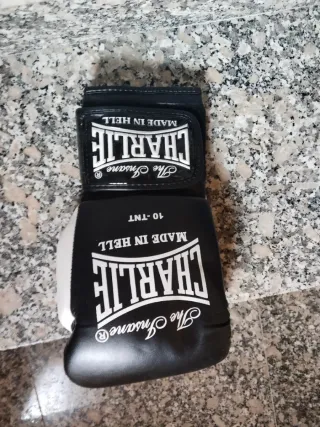 The Insane®
CHARLIE
MADE IN HELL
10 -TNT
The Insane®
CHARLIE
MADE IN HELL